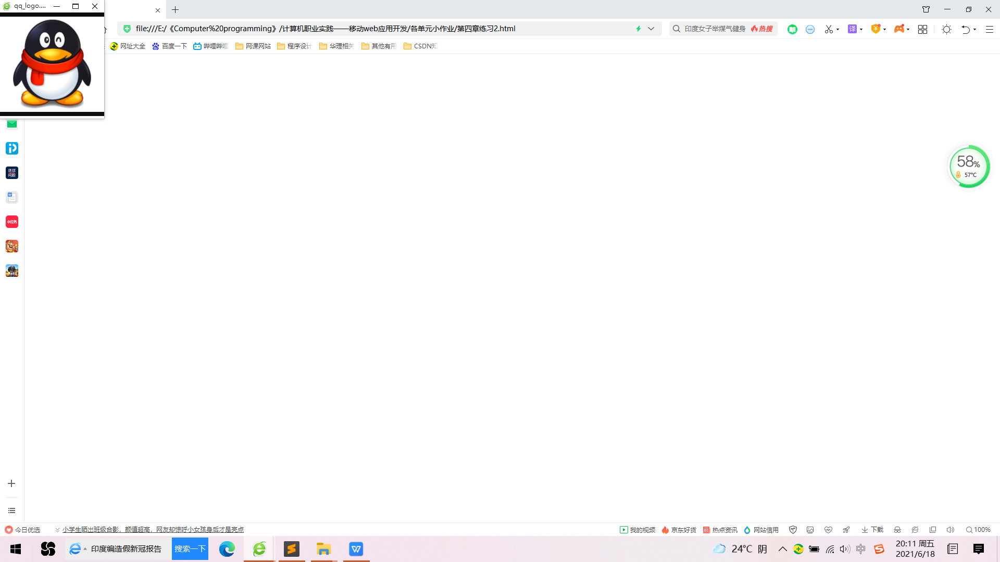 qq_logo....
file:///E:/《Computer%20programming》/计算机职业实践——移动web应用开发/各单元小作业/第四章练习2.html
印度女子举煤气健身 热搜
译
网址大全 百度一下 哔哩哔哩 网课网站 程序设计 华理相关 其他有用 CSDN知
环球
网校
W
小红书
58%
57°C
今日优选 小学生晒出班级合影，颜值超高，网友却惊呼小女孩身后才是亮点
我的视频 京东好货 热点资讯 网站信用 下载 100%
印度编造假新冠报告 搜索一下
24°C 阴
中
20:11 周五
2021/6/18